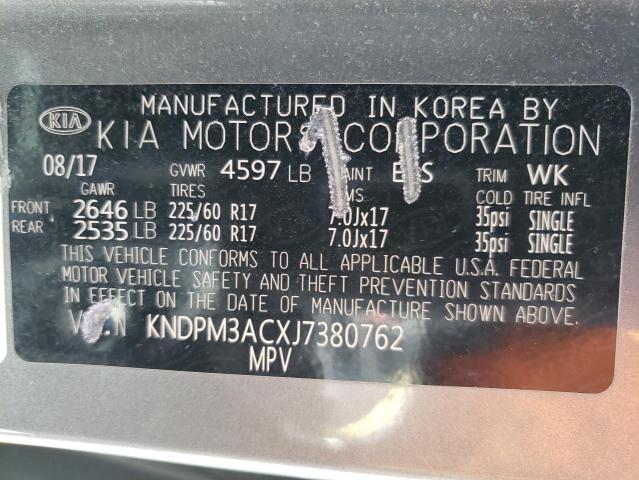 MANUFACTURED IN KOREA BY
KIA KIA MOTORS CORPORATION
08/17 GVWR 4597 LB TRIM WK
GAWR TIRES COLD TIRE INFL
FRONT 2646 LB 225/60 R17 7.0Jx17 35psi SINGLE
REAR 2535 LB 225/60 R17 7.0Jx17 35psi SINGLE
THIS VEHICLE CONFORMS TO ALL APPLICABLE U.S.A. FEDERAL
MOTOR VEHICLE SAFETY AND THEFT PREVENTION STANDARDS
IN EFFECT ON THE DATE OF MANUFACTURE SHOWN ABOVE.
KNDPM3ACXJ7380762
MPV